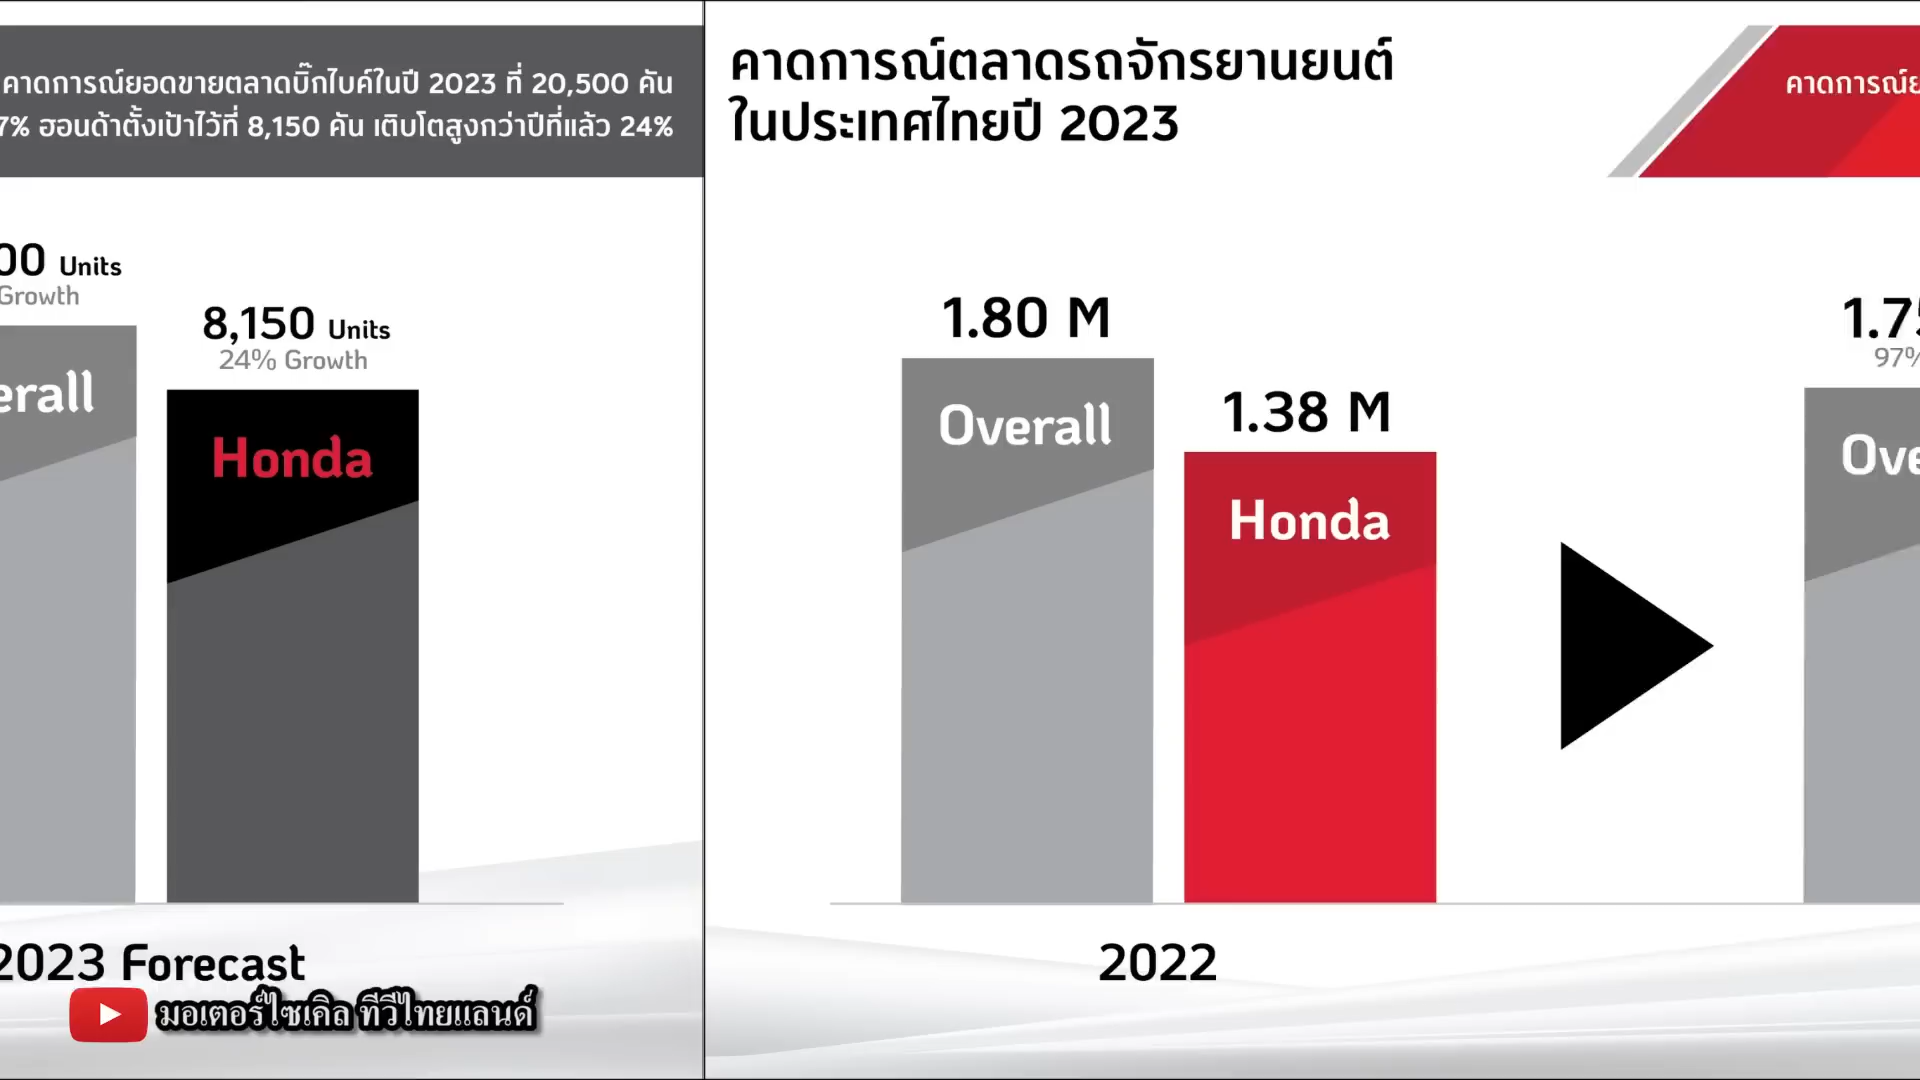 คาดการณ์ยอดขายตลาดบิ๊กไบค์ในปี 2023 ที่ 20,500 คัน
7% ฮอนด้าตั้งเป้าไว้ที่ 8,150 คัน เติบโตสูงกว่าปีที่แล้ว 24%
00 Units
Growth
erall
8,150 Units
24% Growth
Honda
2023 Forecast
มอเตอร์ไซเคิล ทีวีไทยแลนด์
คาดการณ์ตลาดรถจักรยานยนต์
ในประเทศไทยปี 2023
คาดการณ์ย
1.80 M
Overall
1.38 M
Honda
2022
1.75
97%
Ove